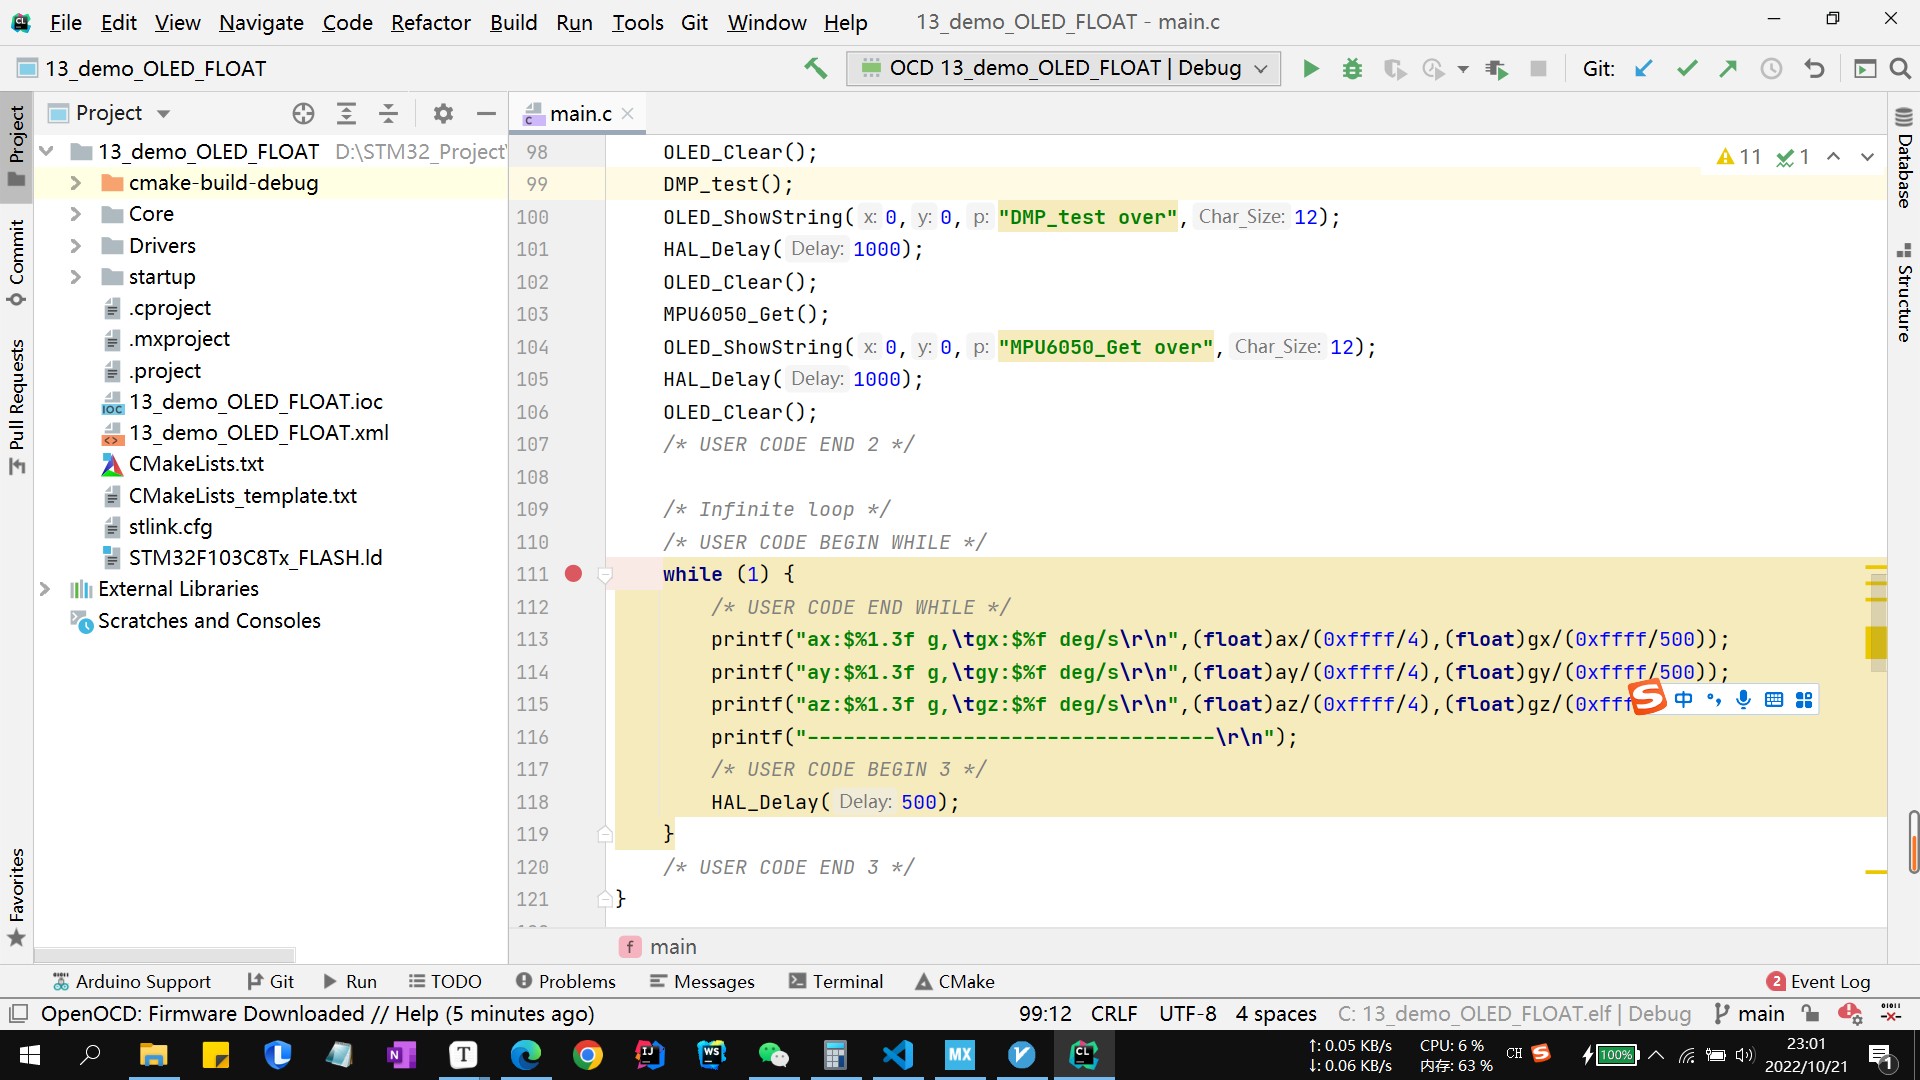 File Edit View Navigate Code Refactor Build Run Tools Git Window Help 13_demo_OLED_FLOAT - main.c
13_demo_OLED_FLOAT
OCD 13_demo_OLED_FLOAT | Debug
Git:
Project
main.c
Project
Commit
Pull Requests
Favorites
13_demo_OLED_FLOAT D:\STM32_Project\
cmake-build-debug
Core
Drivers
startup
.cproject
.mxproject
.project
13_demo_OLED_FLOAT.ioc
13_demo_OLED_FLOAT.xml
CMakeLists.txt
CMakeLists_template.txt
stlink.cfg
STM32F103C8Tx_FLASH.ld
External Libraries
Scratches and Consoles
11 1
98 OLED_Clear();
99 DMP_test();
100 OLED_ShowString( x: 0, y: 0, p: "DMP_test over", Char_Size: 12);
101 HAL_Delay( Delay: 1000);
102 OLED_Clear();
103 MPU6050_Get();
104 OLED_ShowString( x: 0, y: 0, p: "MPU6050_Get over", Char_Size: 12);
105 HAL_Delay( Delay: 1000);
106 OLED_Clear();
107 /* USER CODE END 2 */
108
109 /* Infinite loop */
110 /* USER CODE BEGIN WHILE */
111 while (1) {
112 /* USER CODE END WHILE */
113 printf("ax:$%1.3f g,\tgx:$%f deg/s\r\n",(float)ax/(0xffff/4),(float)gx/(0xffff/500));
114 printf("ay:$%1.3f g,\tgy:$%f deg/s\r\n",(float)ay/(0xffff/4),(float)gy/(0xffff/500));
115 printf("az:$%1.3f g,\tgz:$%f deg/s\r\n",(float)az/(0xffff/4),(float)gz/(0xfff
116 printf("----------------------------------\r\n");
117 /* USER CODE BEGIN 3 */
118 HAL_Delay( Delay: 500);
119 }
120 /* USER CODE END 3 */
121 }
中
Database
Structure
f main
Arduino Support Git Run TODO Problems Messages Terminal CMake 2 Event Log
OpenOCD: Firmware Downloaded // Help (5 minutes ago) 99:12 CRLF UTF-8 4 spaces C: 13_demo_OLED_FLOAT.elf | Debug main
↑: 0.05 KB/s
↓: 0.06 KB/s
CPU: 6 %
内存: 63 %
CH
100%
23:01
2022/10/21
1